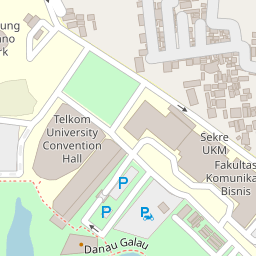 Telkom
University
Convention
Hall
Sekre
UKM
Fakultas
Komunika
Bisnis
P
P
Danau Galau